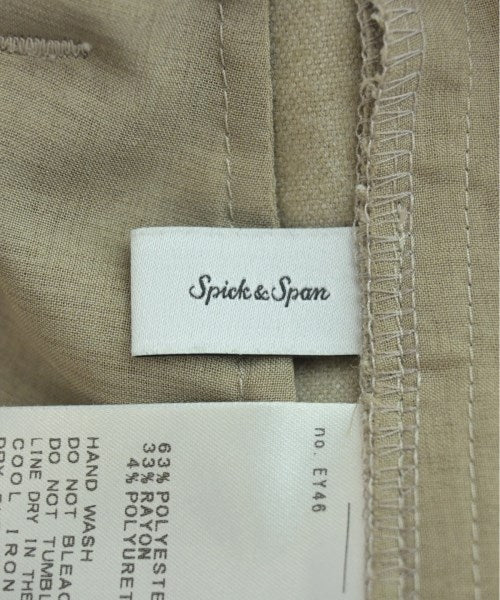 Spick & Span
no. EY46
63% POLYESTE
33% RAYON
4% POLYURET
HAND WASH
DO NOT BLEAC
DO NOT TUMBL
LINE DRY IN THE
COOL IRON